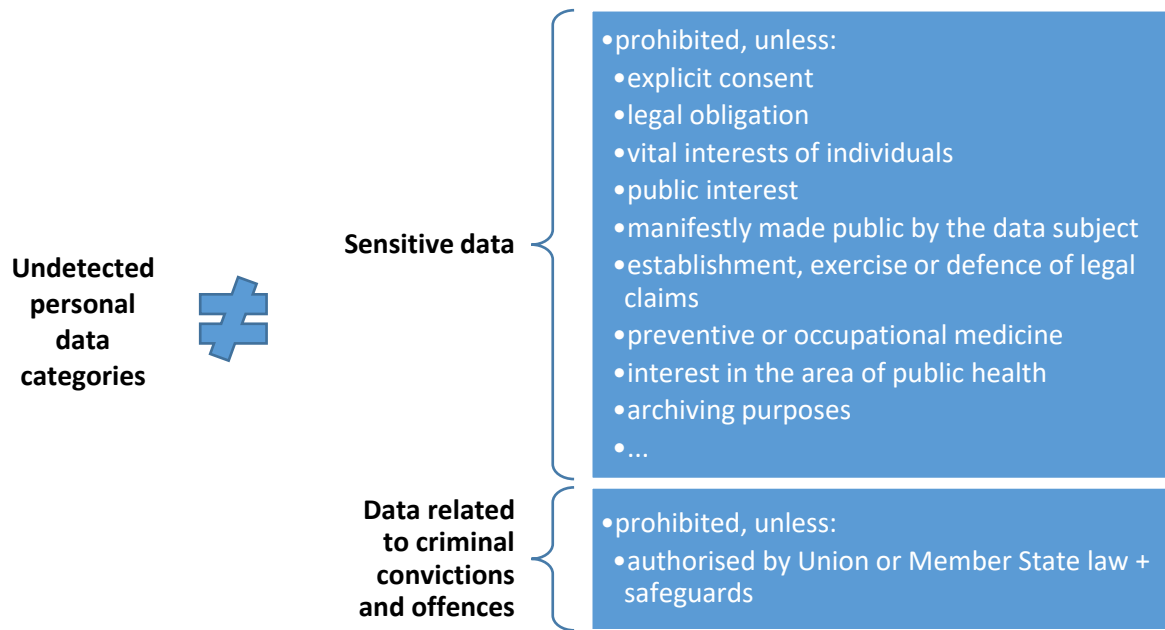 Undetected
personal
data
categories
Sensitive data
•prohibited, unless:
•explicit consent
•legal obligation
•vital interests of individuals
•public interest
•manifestly made public by the data subject
•establishment, exercise or defence of legal
claims
•preventive or occupational medicine
•interest in the area of public health
•archiving purposes
•...
Data related
to criminal
convictions
and offences
•prohibited, unless:
•authorised by Union or Member State law +
safeguards